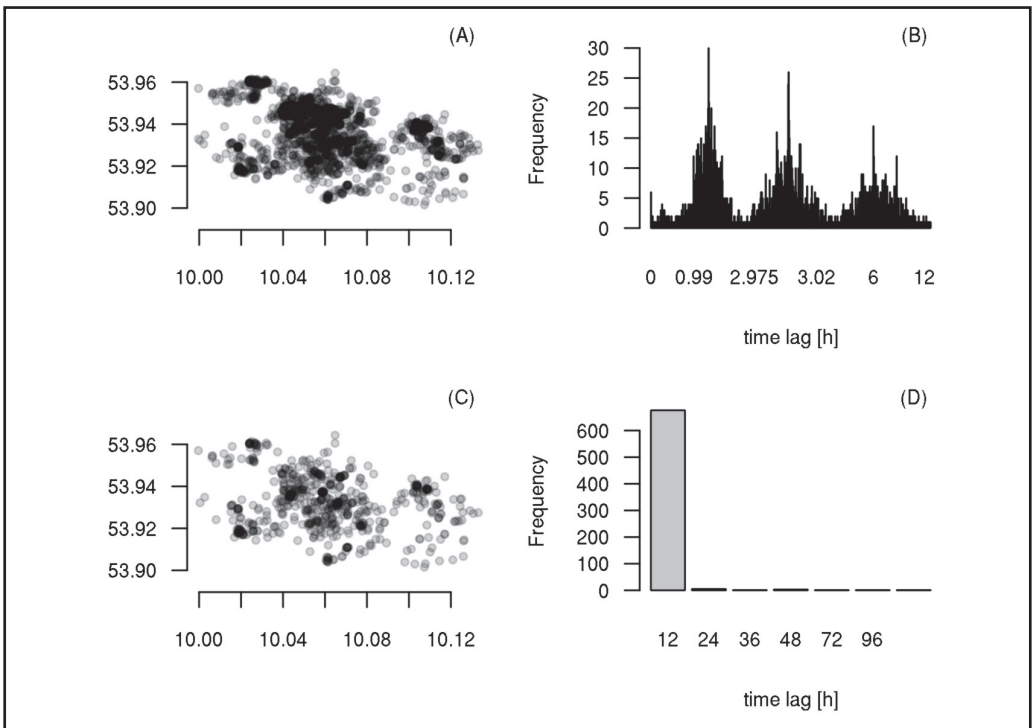 (A)
53.96
53.94
53.92
53.90
10.00 10.04 10.08 10.12
(B)
Frequency
30
25
20
15
10
5
0
0 0.99 2.975 3.02 6 12
time lag [h]
(C)
53.96
53.94
53.92
53.90
10.00 10.04 10.08 10.12
(D)
Frequency
600
500
400
300
200
100
0
12 24 36 48 72 96
time lag [h]